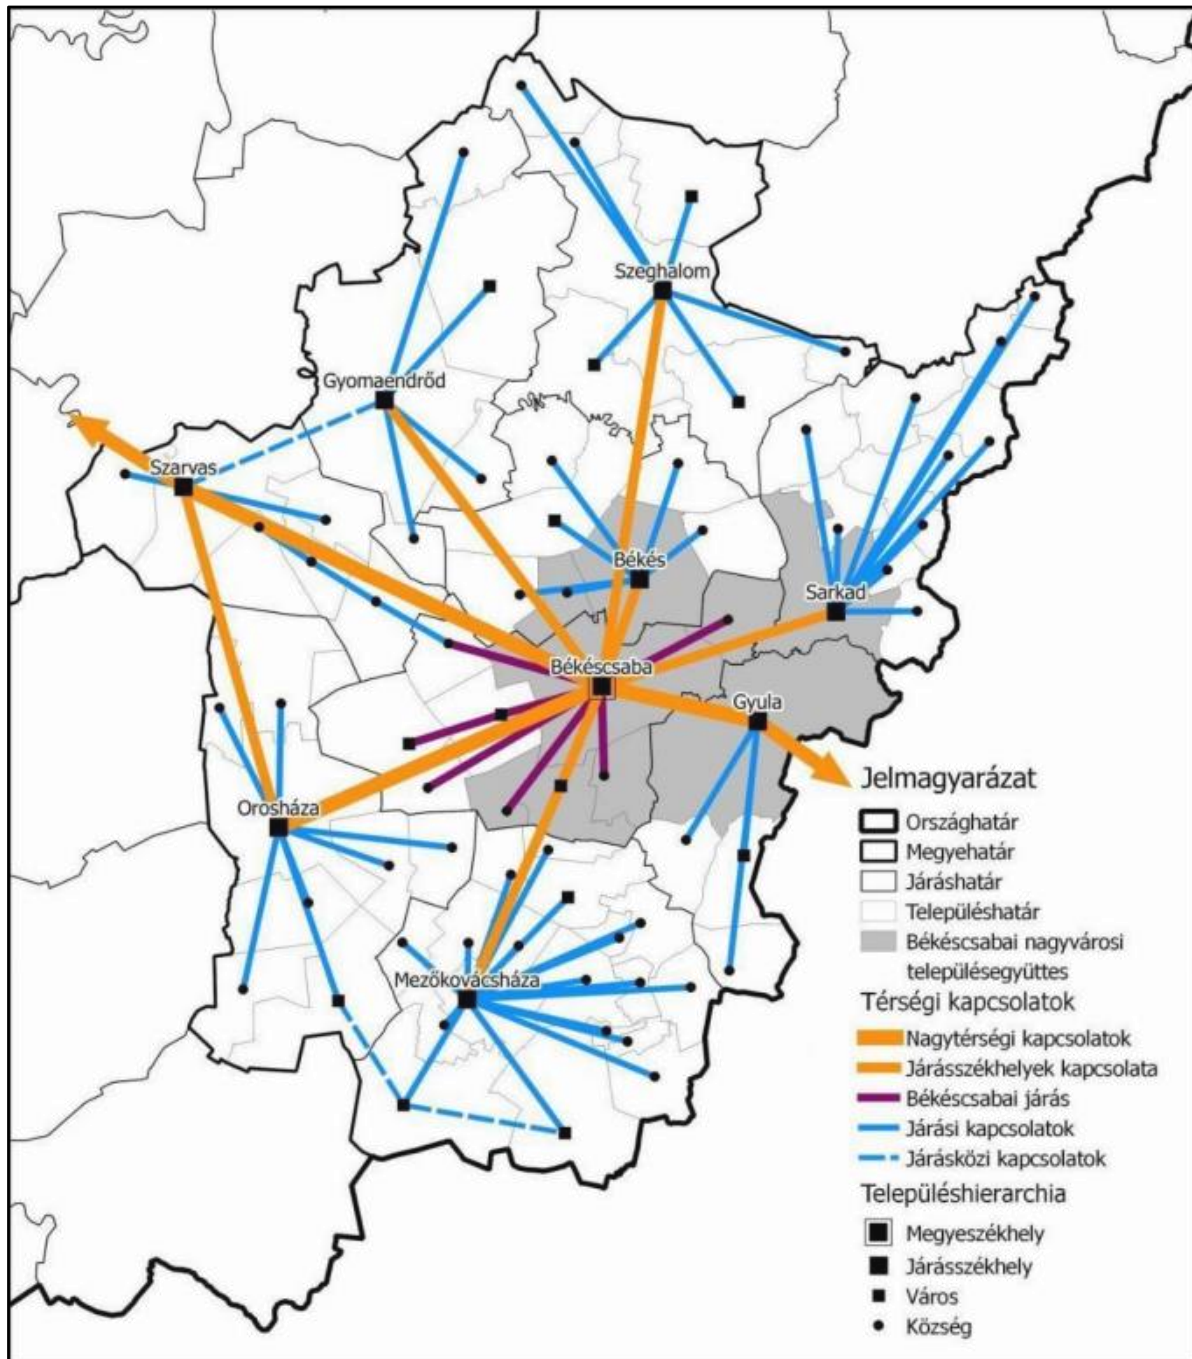 Szeghalom
Gyomaendrőd
Szarvas
Békés
Sarkad
Békéscsaba
Gyula
Orosháza
Mezőkovácsháza
Jelmagyarázat
Országhatár
Megyehatár
Járáshatár
Településhatár
Békéscsabai nagyvárosi
településegyüttes
Térségi kapcsolatok
Nagytérségi kapcsolatok
Járásszékhelyek kapcsolata
Békéscsabai járás
Járási kapcsolatok
Járásközi kapcsolatok
Településhierarchia
Megyeszékhely
Járásszékhely
Város
Község